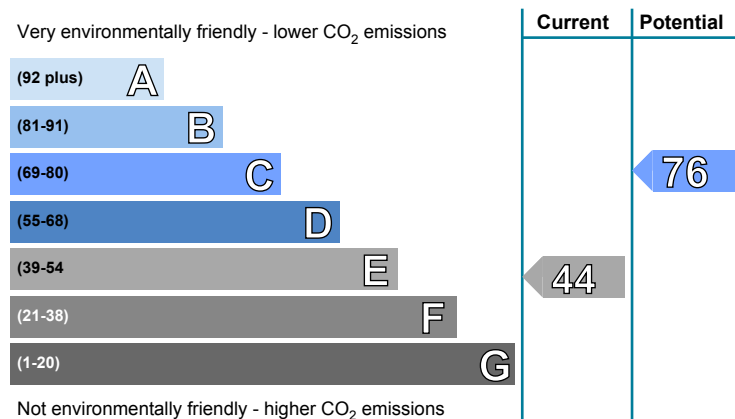 Very environmentally friendly - lower CO₂ emissions
Current
Potential
(92 plus) A
(81-91) B
(69-80) C
76
(55-68) D
(39-54 E
44
(21-38) F
(1-20) G
Not environmentally friendly - higher CO₂ emissions